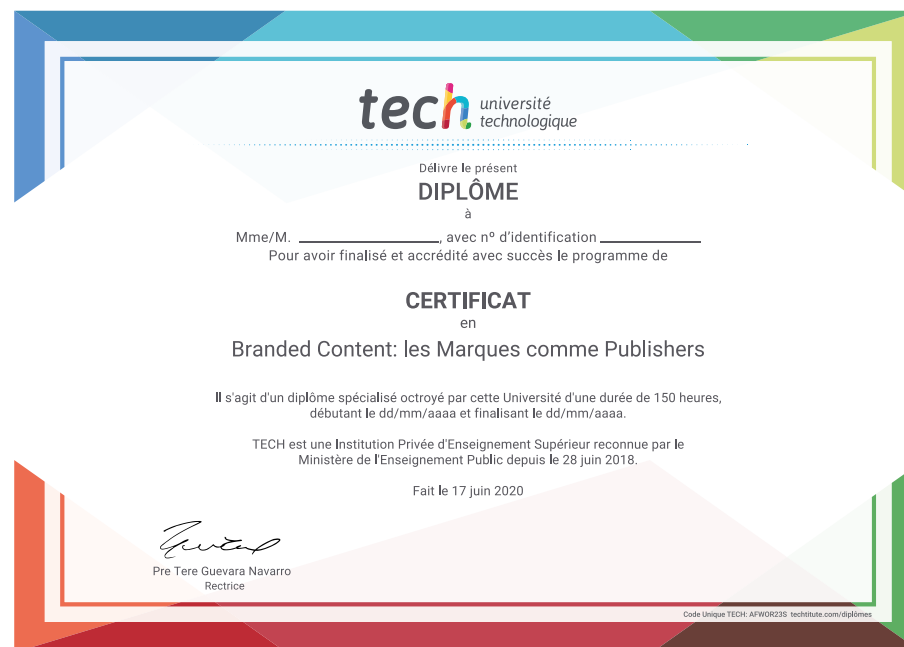 tech université
technologique
Délivre le présent
DIPLÔME
à
Mme/M. ____________, avec nº d'identification ____________
Pour avoir finalisé et accrédité avec succès le programme de
CERTIFICAT
en
Branded Content: les Marques comme Publishers
Il s'agit d'un diplôme spécialisé octroyé par cette Université d'une durée de 150 heures,
débutant le dd/mm/aaaa et finalisant le dd/mm/aaaa.
TECH est une Institution Privée d'Enseignement Supérieur reconnue par le
Ministère de l'Enseignement Public depuis le 28 juin 2018.
Fait le 17 juin 2020
Pre Tere Guevara Navarro
Rectrice
Code Unique TECH: AFWOR23S techtitute.com/diplômes